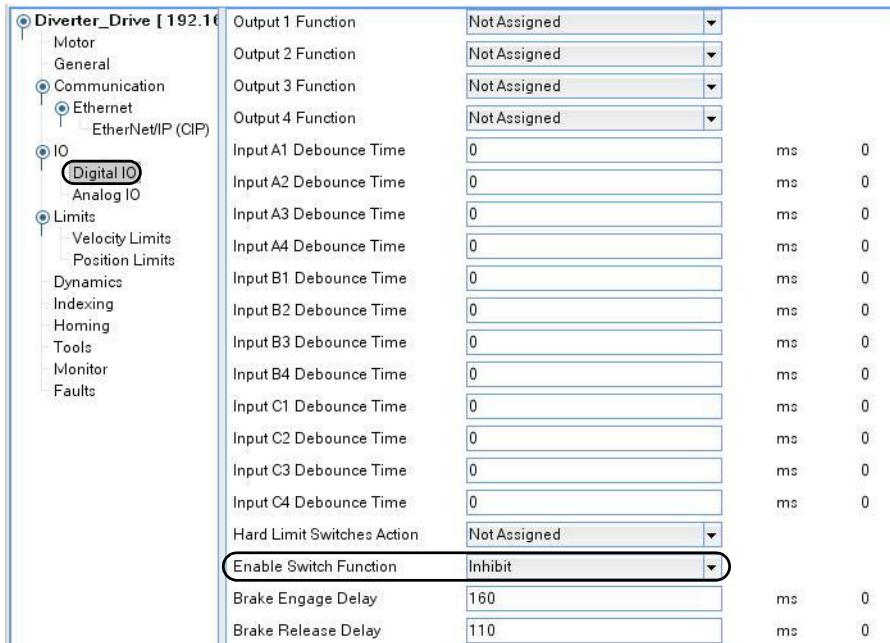 Diverter_Drive [ 192.16
Motor
General
Communication
Ethernet
EtherNet/IP (CIP)
IO
Digital IO
Analog IO
Limits
Velocity Limits
Position Limits
Dynamics
Indexing
Homing
Tools
Monitor
Faults
Output 1 Function Not Assigned
Output 2 Function Not Assigned
Output 3 Function Not Assigned
Output 4 Function Not Assigned
Input A1 Debounce Time 0 ms 0
Input A2 Debounce Time 0 ms 0
Input A3 Debounce Time 0 ms 0
Input A4 Debounce Time 0 ms 0
Input B1 Debounce Time 0 ms 0
Input B2 Debounce Time 0 ms 0
Input B3 Debounce Time 0 ms 0
Input B4 Debounce Time 0 ms 0
Input C1 Debounce Time 0 ms 0
Input C2 Debounce Time 0 ms 0
Input C3 Debounce Time 0 ms 0
Input C4 Debounce Time 0 ms 0
Hard Limit Switches Action Not Assigned
Enable Switch Function Inhibit
Brake Engage Delay 160 ms 0
Brake Release Delay 110 ms 0